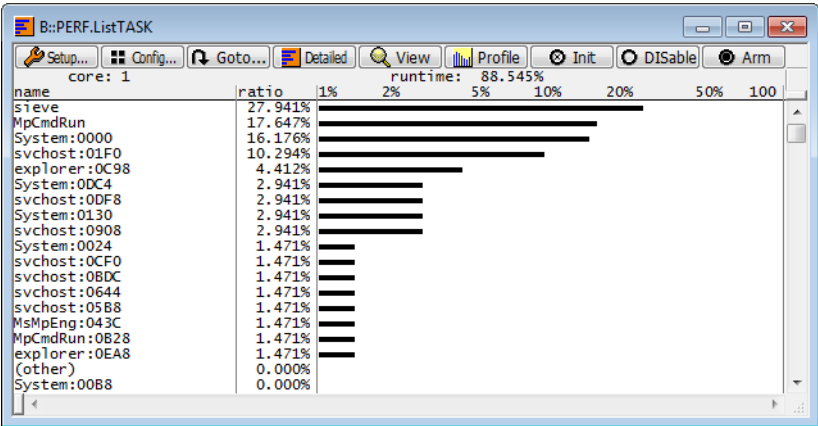 B::PERF.ListTASK
Setup... Config... Goto... Detailed View Profile Init DISable Arm
core: 1 runtime: 88.545%
name ratio 1% 2% 5% 10% 20% 50% 100
sieve 27.941%
MpCmdRun 17.647%
System:0000 16.176%
svchost:01F0 10.294%
explorer:0C98 4.412%
System:0DC4 2.941%
svchost:0DF8 2.941%
System:0130 2.941%
svchost:0908 2.941%
System:0024 1.471%
svchost:0CF0 1.471%
svchost:0BDC 1.471%
svchost:0644 1.471%
svchost:05B8 1.471%
MsMpEng:043C 1.471%
MpCmdRun:0B28 1.471%
explorer:0EA8 1.471%
(other) 0.000%
System:00B8 0.000%